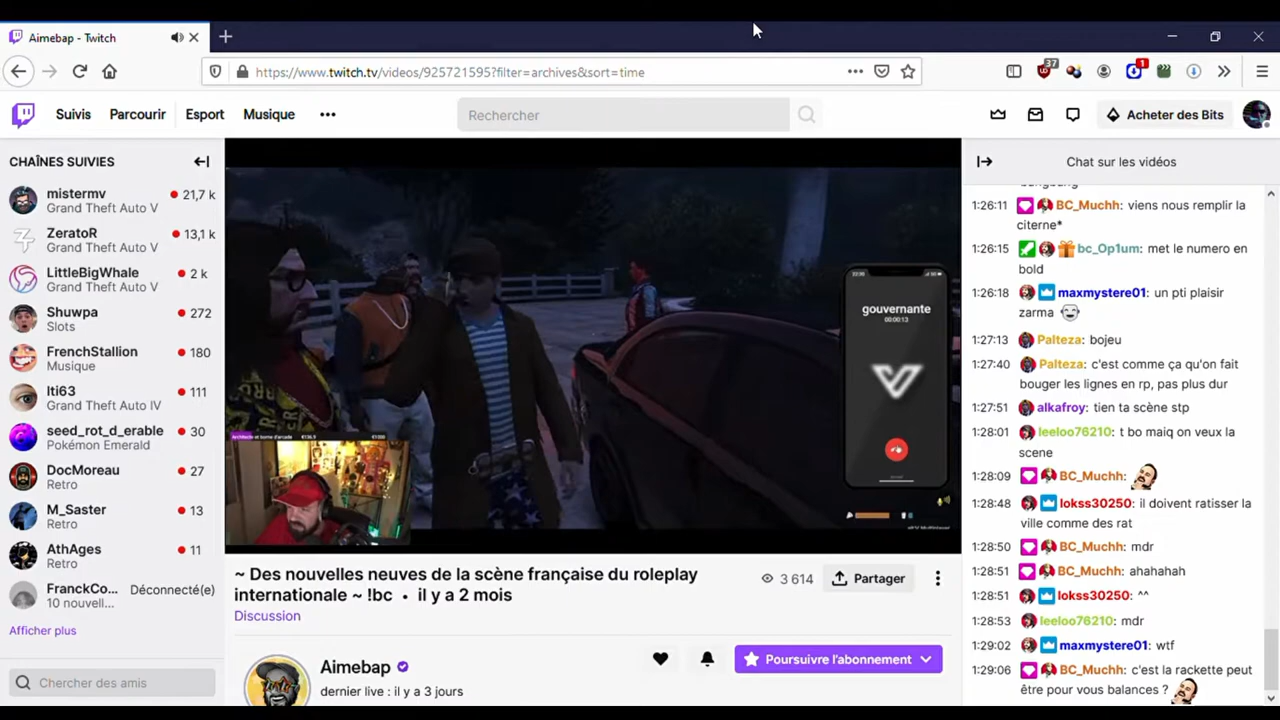 Aimebap - Twitch
https://www.twitch.tv/videos/925721595?filter=archives&sort=time
37
1
Suivis
Parcourir
Esport
Musique
Rechercher
Acheter des Bits
CHAÎNES SUIVIES
mistermv
Grand Theft Auto V
21,7 k
ZeratoR
Grand Theft Auto V
13,1 k
LittleBigWhale
Grand Theft Auto V
2 k
Shuwpa
Slots
272
FrenchStallion
Musique
180
Iti63
Grand Theft Auto IV
111
seed_rot_d_erable
Pokémon Emerald
30
DocMoreau
Retro
27
M_Saster
Retro
13
AthAges
Retro
11
FranckCo...
10 nouvell...
Déconnecté(e)
Afficher plus
Chercher des amis
gouvernante
00:00:13
~ Des nouvelles neuves de la scène française du roleplay
internationale ~ !bc • il y a 2 mois
Discussion
3 614
Partager
Aimebap
dernier live : il y a 3 jours
Poursuivre l'abonnement
Chat sur les vidéos
1:26:11 BC_Muchh: viens nous remplir la
citerne*
1:26:15 bc_Op1um: met le numero en
bold
1:26:18 maxmystere01: un pti plaisir
zarma
1:27:13 Palteza: bojeu
1:27:40 Palteza: c'est comme ça qu'on fait
bouger les lignes en rp, pas plus dur
1:27:51 alkafroy: tien ta scène stp
1:28:01 leeloo76210: t bo maiq on veux la
scene
1:28:09 BC_Muchh:
1:28:48 lokss30250: il doivent ratisser la
ville comme des rat
1:28:50 BC_Muchh: mdr
1:28:51 BC_Muchh: ahahahah
1:28:51 lokss30250: ^^
1:28:53 leeloo76210: mdr
1:29:02 maxmystere01: wtf
1:29:06 BC_Muchh: c'est la rackette peut
être pour vous balances ?